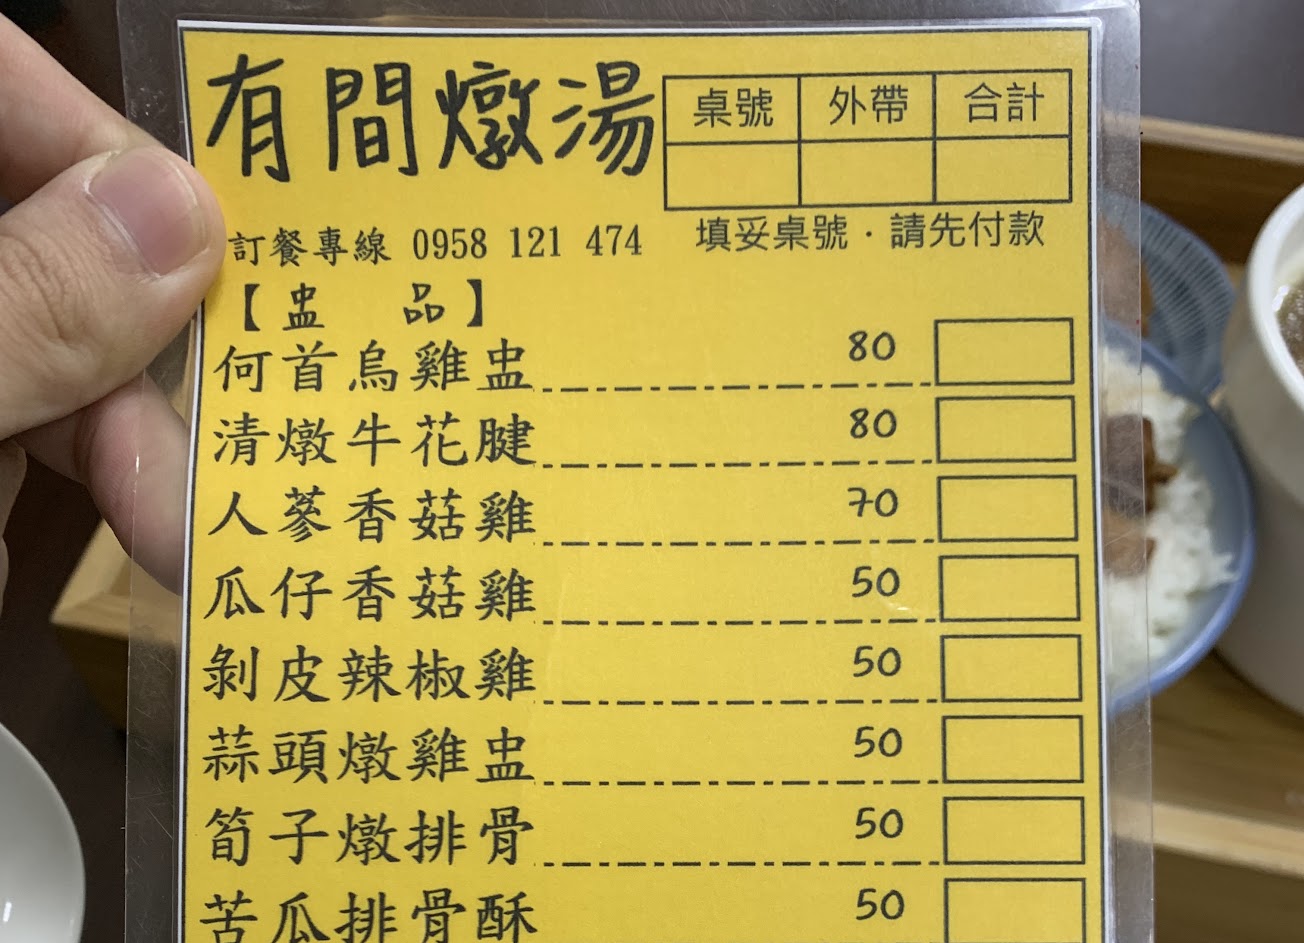 有間燉湯
桌號 外帶 合計
訂餐專線 0958 121 474
填妥桌號．請先付款
【盅 品】
何首烏雞盅 80
清燉牛花腱 80
人蔘香菇雞 70
瓜仔香菇雞 50
剝皮辣椒雞 50
蒜頭燉雞盅 50
筍子燉排骨 50
苦瓜排骨酥 50